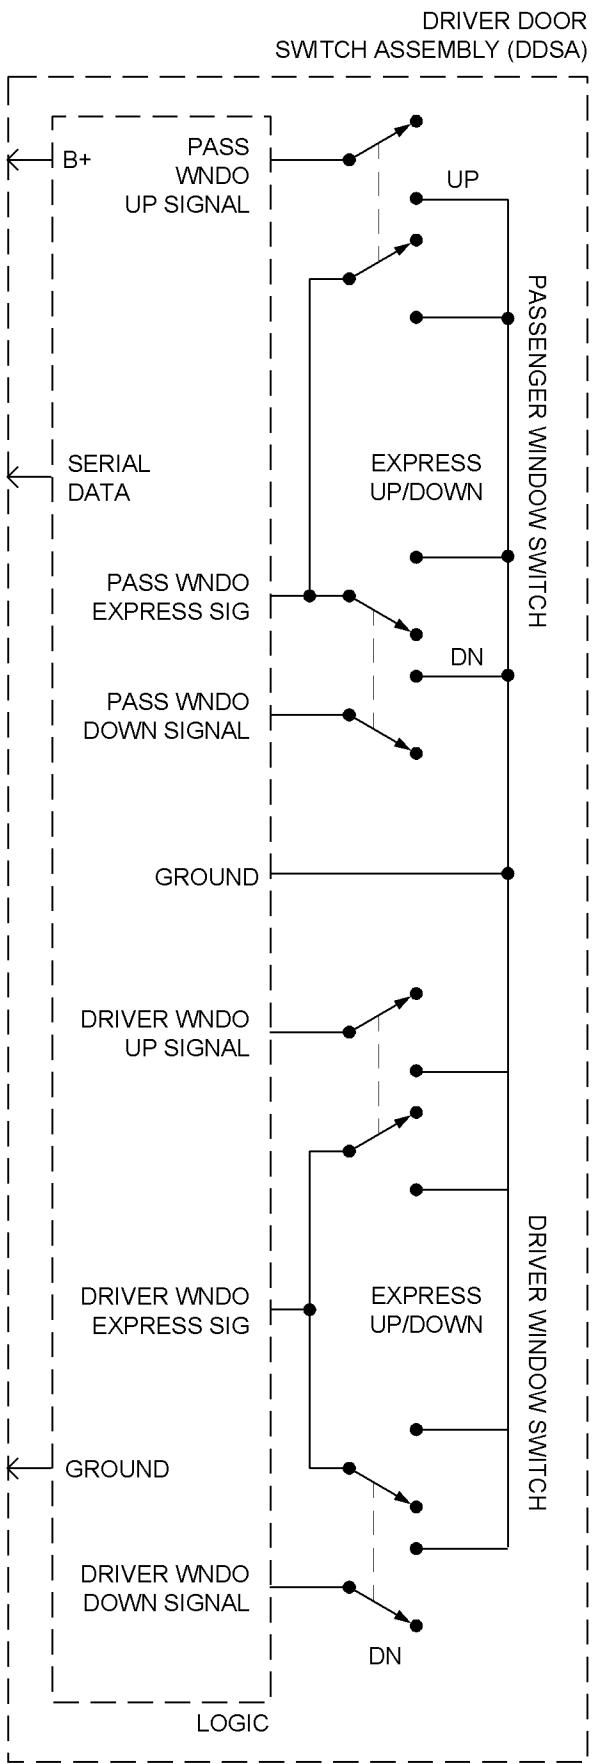 DRIVER DOOR
SWITCH ASSEMBLY (DDSA)
B+
PASS
WNDO
UP SIGNAL
UP
PASSENGER WINDOW SWITCH
SERIAL
DATA
EXPRESS
UP/DOWN
PASS WNDO
EXPRESS SIG
DN
PASS WNDO
DOWN SIGNAL
GROUND
DRIVER WNDO
UP SIGNAL
DRIVER WINDOW SWITCH
DRIVER WNDO
EXPRESS SIG
EXPRESS
UP/DOWN
GROUND
DRIVER WNDO
DOWN SIGNAL
DN
LOGIC